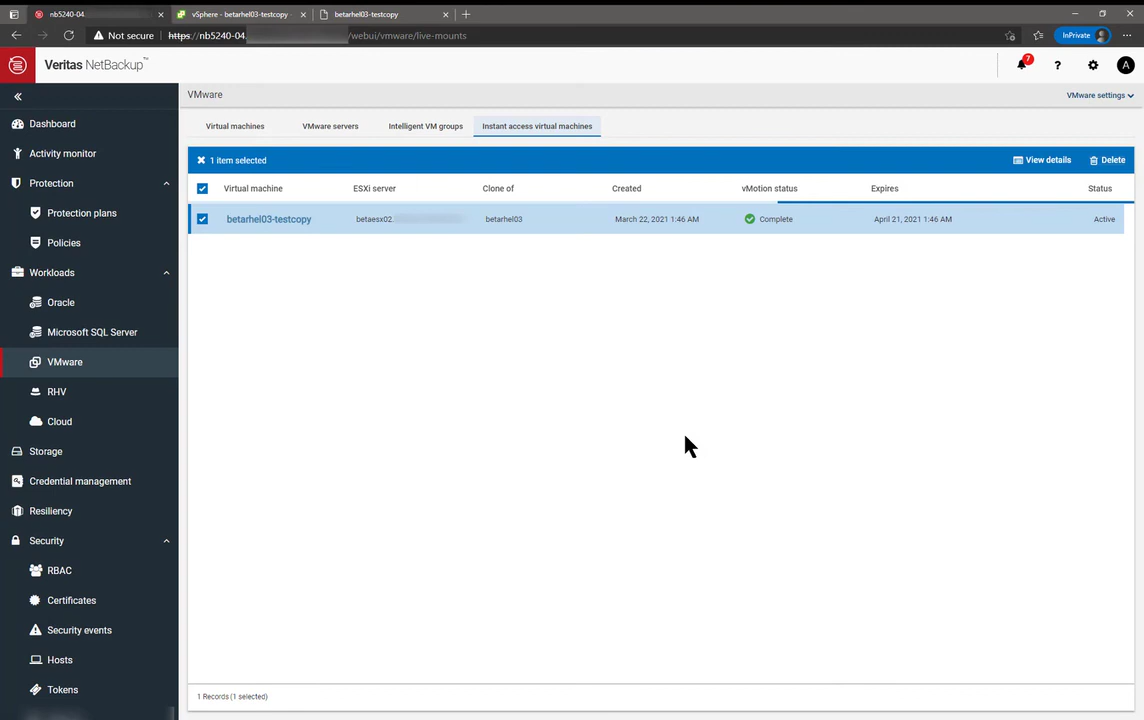 nb5240-04.
vSphere - betarhel03-testcopy
betarhel03-testcopy
Not secure
https://nb5240-04. /webui/vmware/live-mounts
InPrivate
Veritas NetBackup™
7
?
A
VMware
VMware settings
Dashboard
Activity monitor
Protection
Protection plans
Policies
Workloads
Oracle
Microsoft SQL Server
VMware
RHV
Cloud
Storage
Credential management
Resiliency
Security
RBAC
Certificates
Security events
Hosts
Tokens
Virtual machines
VMware servers
Intelligent VM groups
Instant access virtual machines
1 item selected
View details
Delete
Virtual machine ESXi server Clone of Created vMotion status Expires Status
betarhel03-testcopy betaesx02. betarhel03 March 22, 2021 1:46 AM Complete April 21, 2021 1:46 AM Active
1 Records (1 selected)